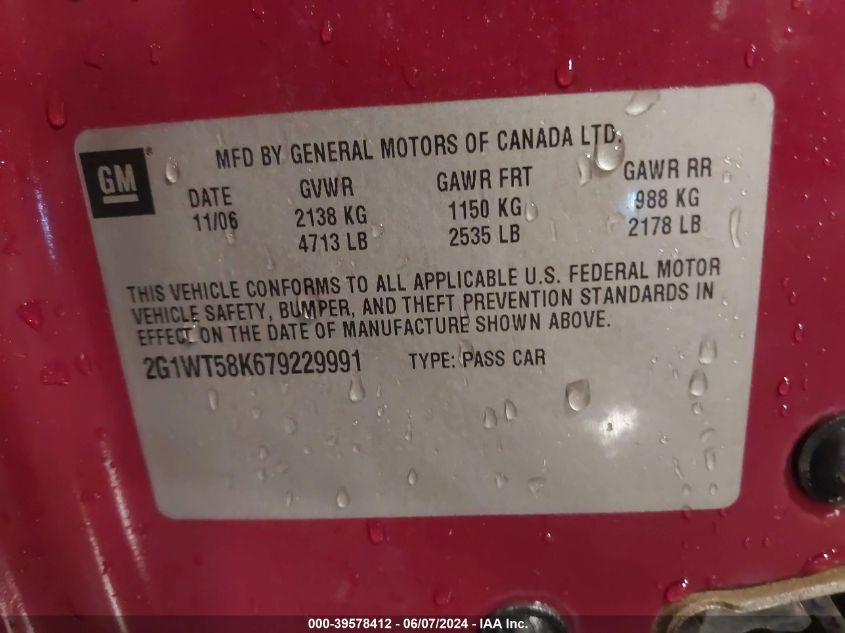 GM®
MFD BY GENERAL MOTORS OF CANADA LTD.
DATE GVWR GAWR FRT GAWR RR
11/06 2138 KG 1150 KG 988 KG
4713 LB 2535 LB 2178 LB
THIS VEHICLE CONFORMS TO ALL APPLICABLE U.S. FEDERAL MOTOR
VEHICLE SAFETY, BUMPER, AND THEFT PREVENTION STANDARDS IN
EFFECT ON THE DATE OF MANUFACTURE SHOWN ABOVE.
2G1WT58K679229991 TYPE: PASS CAR
000-39578412 - 06/07/2024 - IAA Inc.